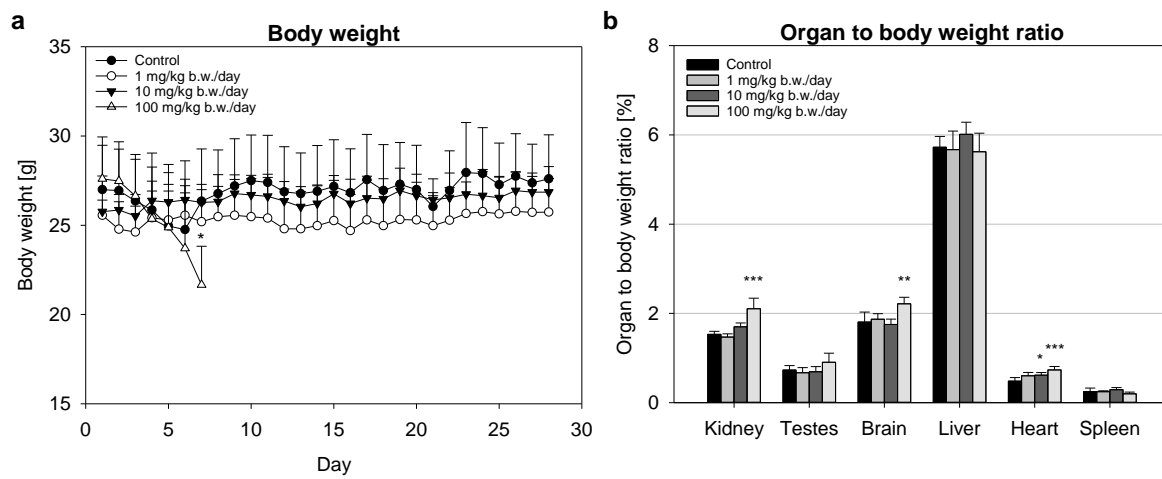 a
Body weight
Control
1 mg/kg b.w./day
10 mg/kg b.w./day
100 mg/kg b.w./day
Body weight [g]
35
30
25
20
15
*
0 5 10 15 20 25 30
Day
b
Organ to body weight ratio
Control
1 mg/kg b.w./day
10 mg/kg b.w./day
100 mg/kg b.w./day
Organ to body weight ratio [%]
8
6
4
2
0
***
**
*
***
Kidney Testes Brain Liver Heart Spleen